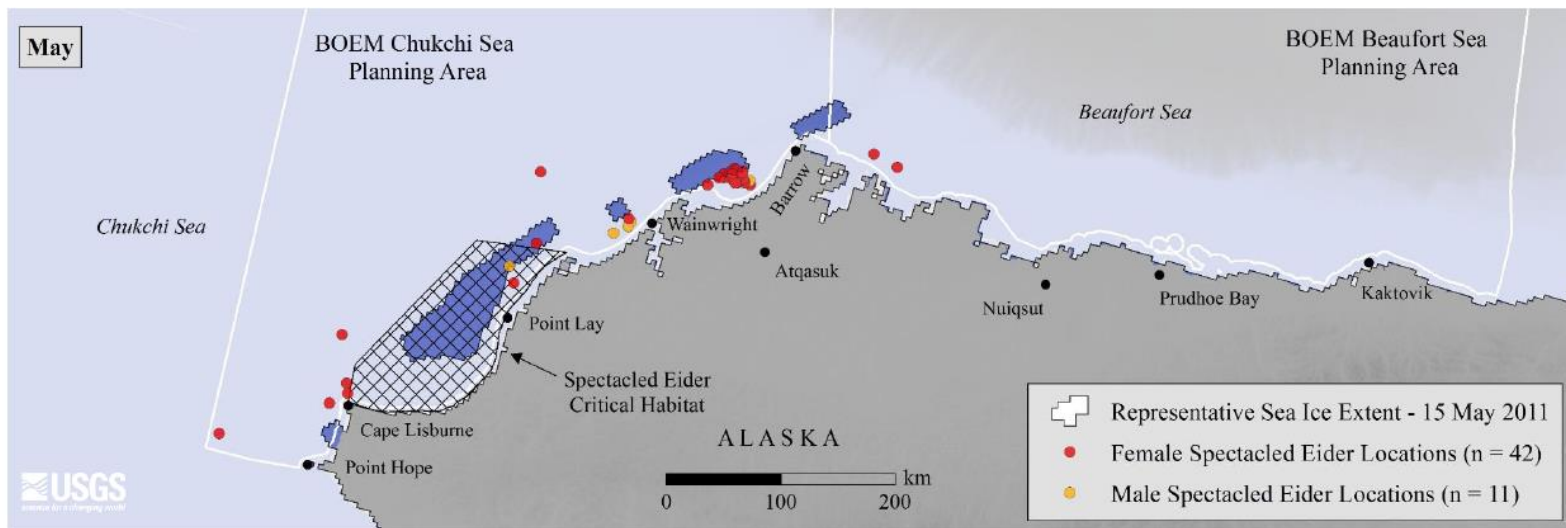 May
BOEM Chukchi Sea
Planning Area
BOEM Beaufort Sea
Planning Area
Beaufort Sea
Chukchi Sea
Barrow
Wainwright
Atqasuk
Nuiqsut
Prudhoe Bay
Kaktovik
Point Lay
Spectacled Eider
Critical Habitat
Cape Lisburne
Point Hope
ALASKA
km
0 100 200
Representative Sea Ice Extent - 15 May 2011
Female Spectacled Eider Locations (n = 42)
Male Spectacled Eider Locations (n = 11)
USGS